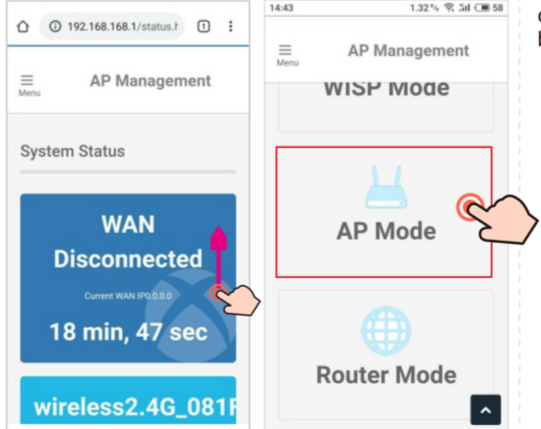 192.168.168.1/status.h
1
Menu
AP Management
System Status
WAN
Disconnected
Current WAN IP0.0.0.0
18 min, 47 sec
wireless2.4G_081F
14:43
1.32%
58
Menu
AP Management
WISP Mode
AP Mode
Router Mode